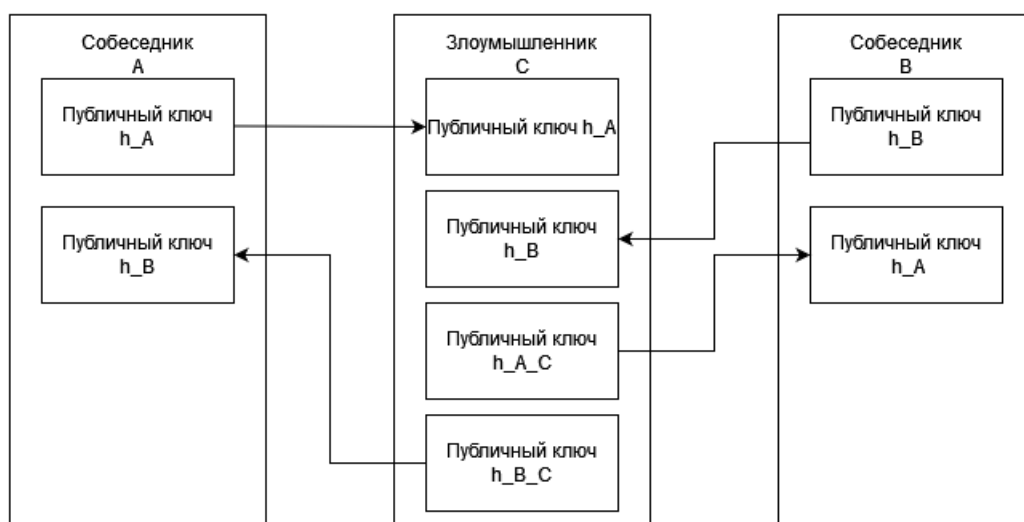 Собеседник
A
Публичный ключ
h_A
Публичный ключ
h_B
Злоумышленник
C
Публичный ключ h_A
Публичный ключ
h_B
Публичный ключ
h_A_C
Публичный ключ
h_B_C
Собеседник
B
Публичный ключ
h_B
Публичный ключ
h_A